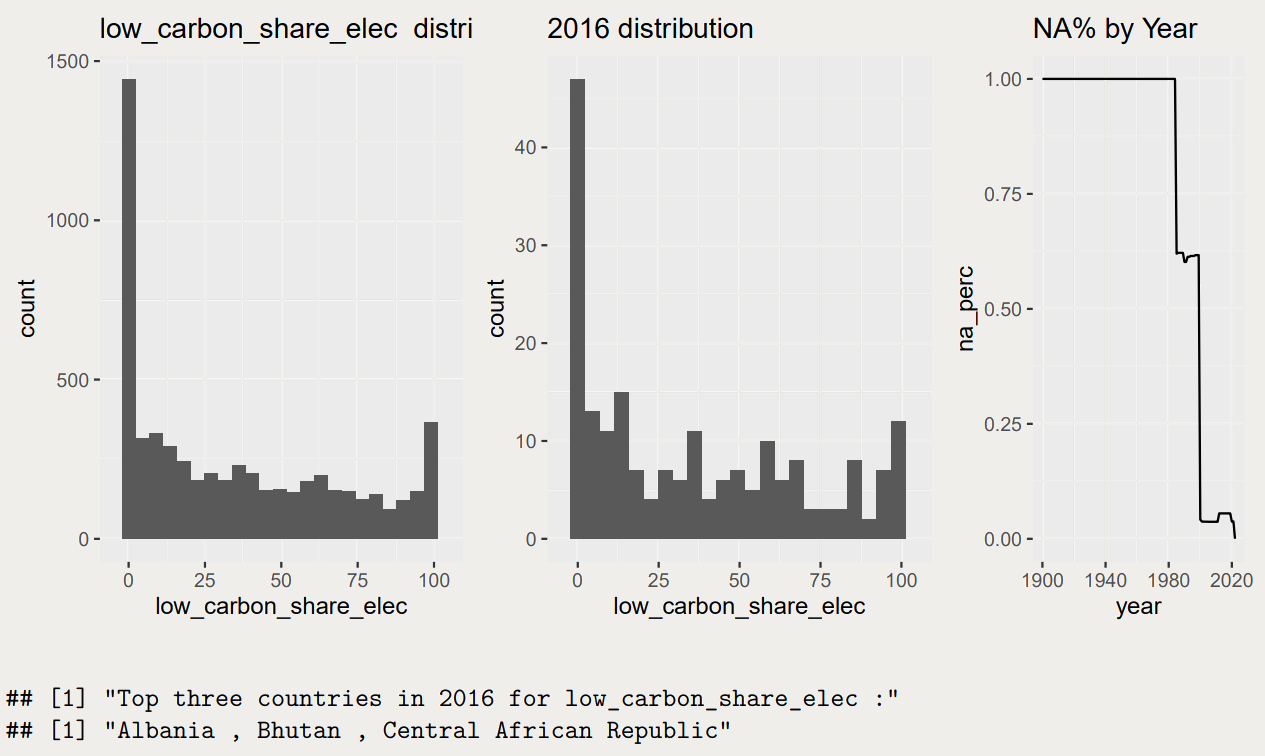 low_carbon_share_elec distri
2016 distribution
NA% by Year
1500
1000
500
0
count
0 25 50 75 100
low_carbon_share_elec
40
30
20
10
0
count
0 25 50 75 100
low_carbon_share_elec
1.00
0.75
0.50
0.25
0.00
na_perc
1900 1940 1980 2020
year
## [1] "Top three countries in 2016 for low_carbon_share_elec :"
## [1] "Albania , Bhutan , Central African Republic"